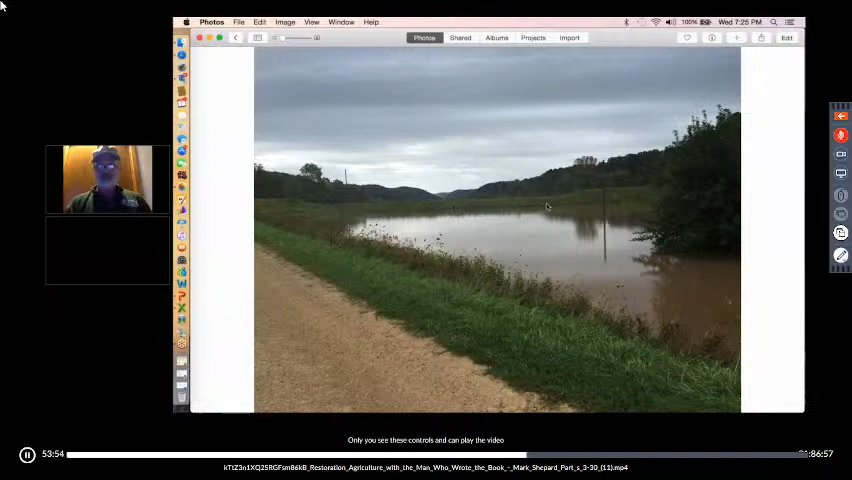 Photos File Edit Image View Window Help
100% Wed 7:25 PM
Photos Shared Albums Projects Import
Edit
Only you see these controls and can play the video
53:54
kTtZ3n1XQ25RGFsm86kB_Restoration_Agriculture_with_the_Man_Who_Wrote_the_Book_-_Mark_Shepard_Part_s_3-30_(11).mp4